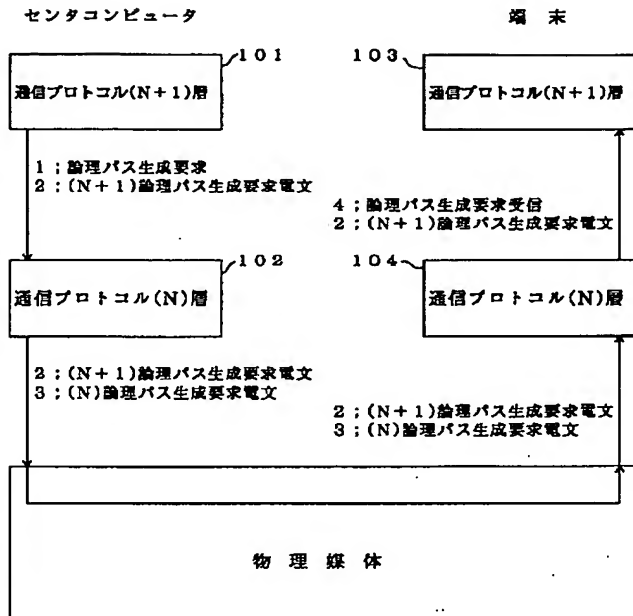 センタコンピュータ
端末
101
103
通信プロトコル(N+1)層
通信プロトコル(N+1)層
1;論理パス生成要求
2;(N+1)論理パス生成要求電文
4;論理パス生成要求受信
2;(N+1)論理パス生成要求電文
102
104
通信プロトコル(N)層
通信プロトコル(N)層
2;(N+1)論理パス生成要求電文
3;(N)論理パス生成要求電文
2;(N+1)論理パス生成要求電文
3;(N)論理パス生成要求電文
物理媒体